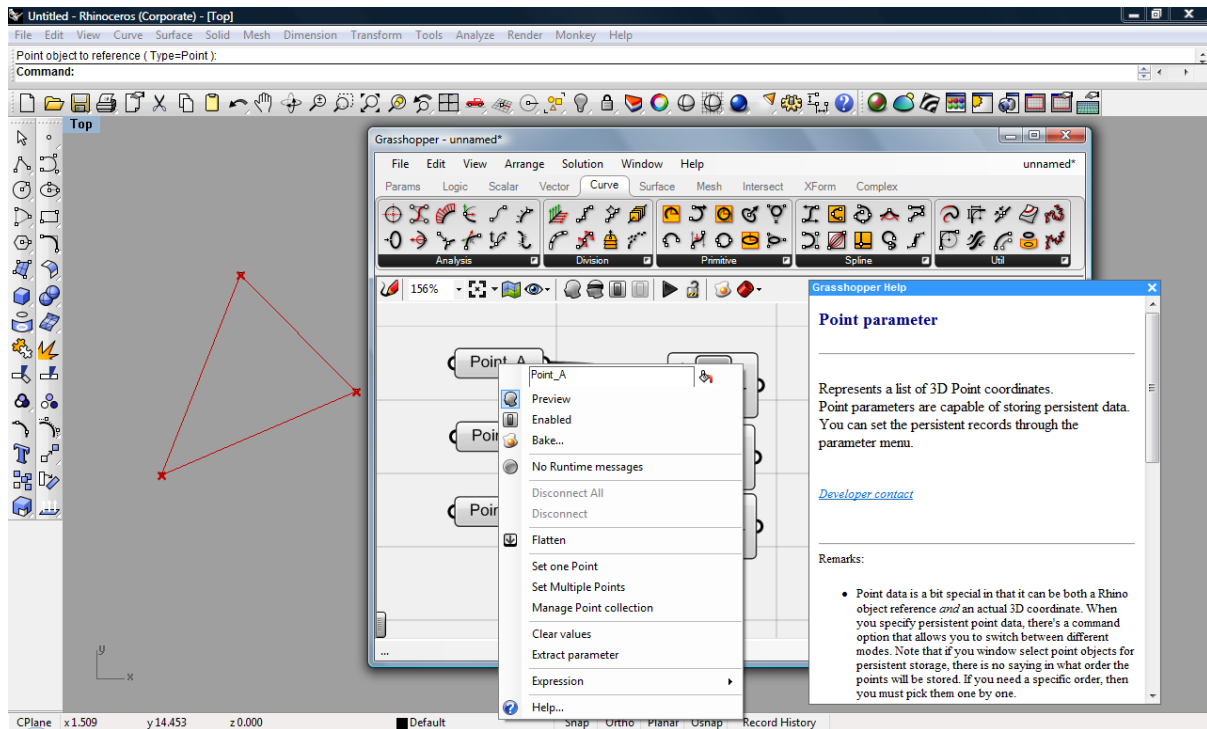 Untitled - Rhinoceros (Corporate) - [Top]
File Edit View Curve Surface Solid Mesh Dimension Transform Tools Analyze Render Monkey Help
Point object to reference ( Type=Point ):
Command:
Top
Grasshopper - unnamed*
File Edit View Arrange Solution Window Help unnamed*
Params Logic Scalar Vector Curve Surface Mesh Intersect XForm Complex
Analysis Division Primitive Spline Util
156%
Point_A
Poin
Poin
Point_A
Preview
Enabled
Bake...
No Runtime messages
Disconnect All
Disconnect
Flatten
Set one Point
Set Multiple Points
Manage Point collection
Clear values
Extract parameter
Expression
Help...
...
Grasshopper Help
Point parameter
Represents a list of 3D Point coordinates.
Point parameters are capable of storing persistent data.
You can set the persistent records through the
parameter menu.
Developer contact
Remarks:
• Point data is a bit special in that it can be both a Rhino
object reference and an actual 3D coordinate. When
you specify persistent point data, there's a command
option that allows you to switch between different
modes. Note that if you window select point objects for
persistent storage, there is no saying in what order the
points will be stored. If you need a specific order, then
you must pick them one by one.
y
x
CPlane x 1.509 y 14.453 z 0.000 Default Snap Ortho Planar Osnap Record History